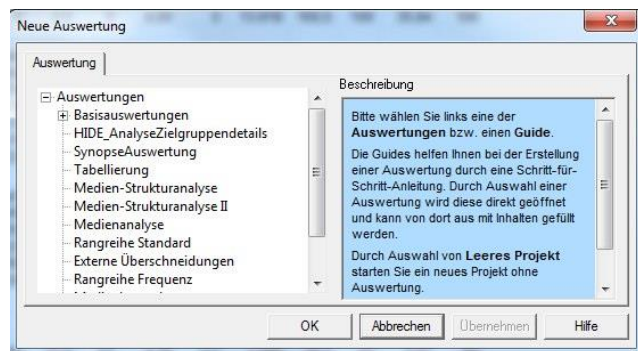 Neue Auswertung
Auswertung
Auswertungen
Basisauswertungen
HIDE_AnalyseZielgruppendetails
SynopseAuswertung
Tabellierung
Medien-Strukturanalyse
Medien-Strukturanalyse II
Medienanalyse
Rangreihe Standard
Externe Überschneidungen
Rangreihe Frequenz
Beschreibung
Bitte wählen Sie links eine der
Auswertungen bzw. einen Guide.
Die Guides helfen Ihnen bei der Erstellung
einer Auswertung durch eine Schritt-für-
Schritt-Anleitung. Durch Auswahl einer
Auswertung wird diese direkt geöffnet
und kann von dort aus mit Inhalten gefüllt
werden.
Durch Auswahl von Leeres Projekt
starten Sie ein neues Projekt ohne
Auswertung.
OK
Abbrechen
Übernehmen
Hilfe